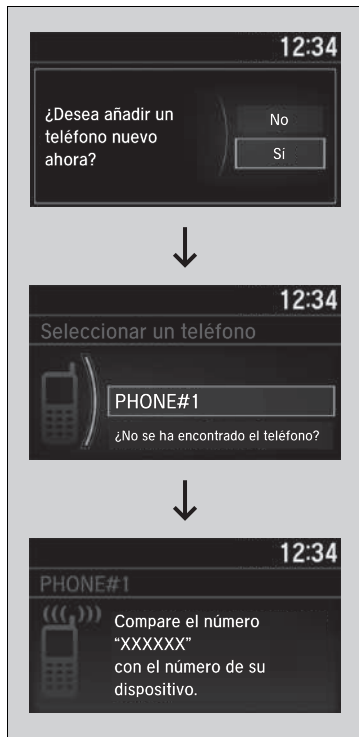 12:34
¿Desea añadir un
teléfono nuevo
ahora?
No
Si
12:34
Seleccionar un teléfono
PHONE#1
¿No se ha encontrado el teléfono?
12:34
PHONE#1
Compare el número
“XXXXXX”
con el número de su
dispositivo.